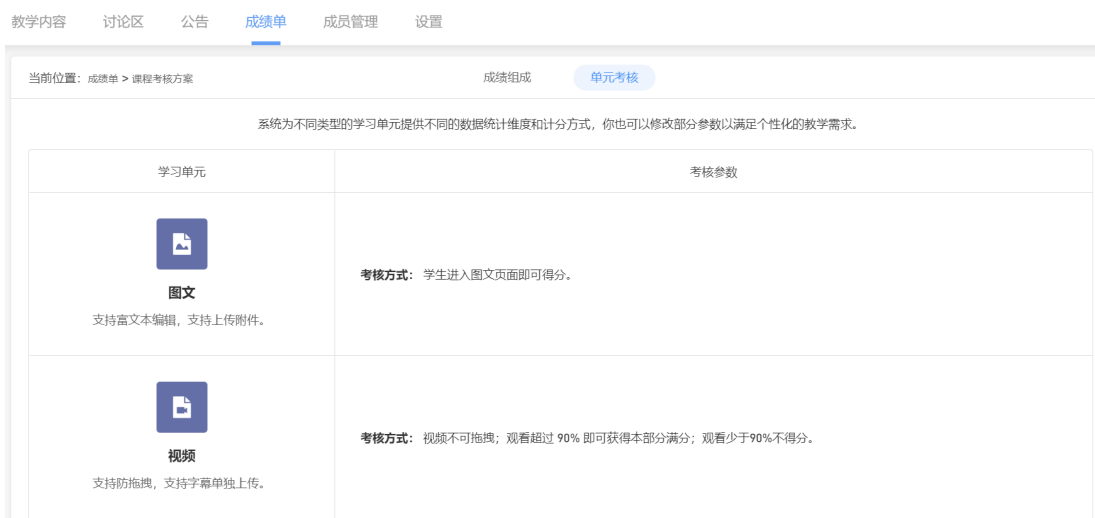 教学内容 讨论区 公告 成绩单 成员管理 设置
当前位置：成绩单 > 课程考核方案 成绩组成 单元考核
系统为不同类型的学习单元提供不同的数据统计维度和计分方式，你也可以修改部分参数以满足个性化的教学需求。
学习单元 考核参数
考核方式： 学生进入图文页面即可得分。
图文
支持富文本编辑，支持上传附件。
考核方式： 视频不可拖拽；观看超过 90% 即可获得本部分满分；观看少于90%不得分。
视频
支持防拖拽，支持字幕单独上传。